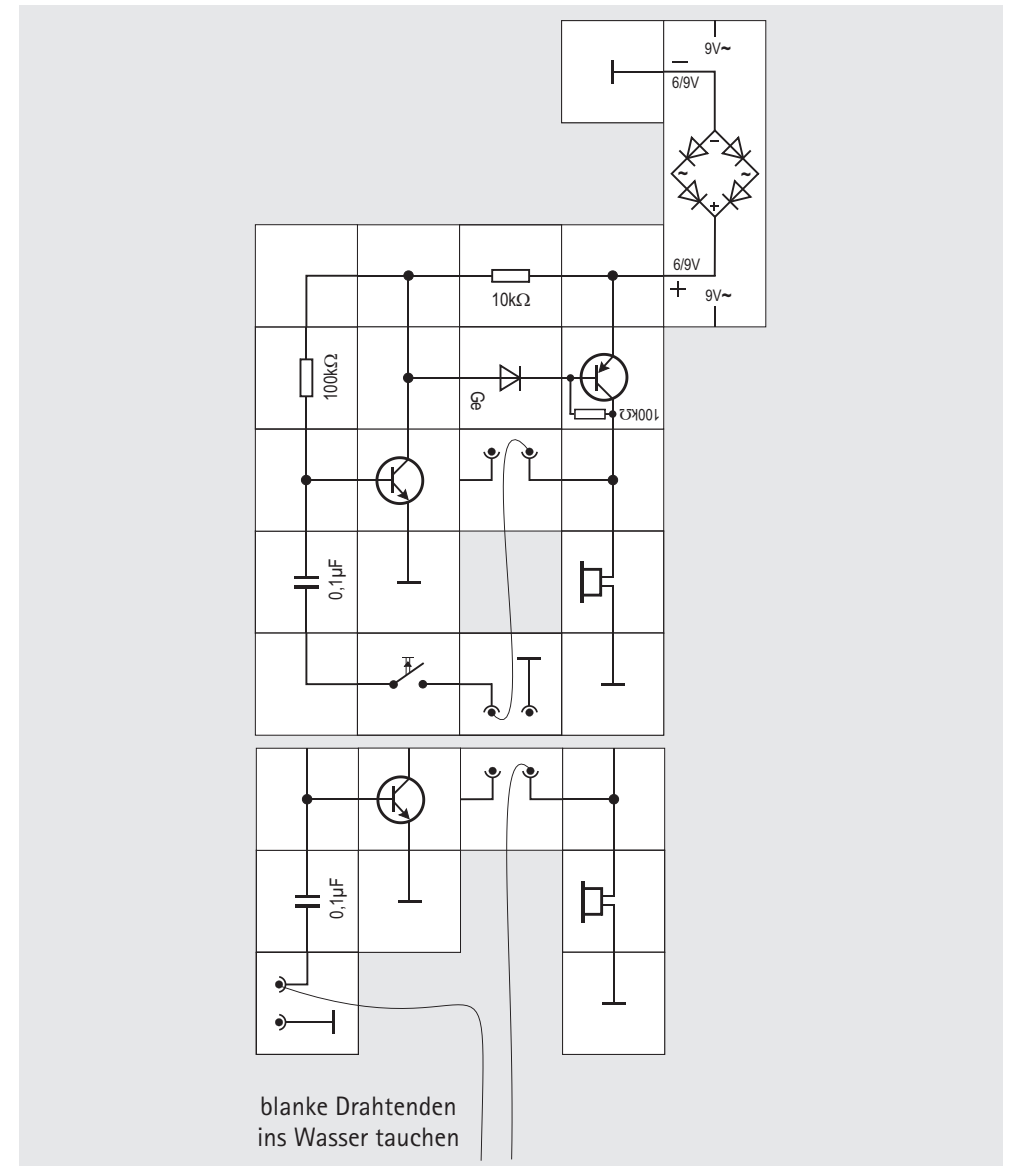 9V~
−
6/9V
−
~
~
+
6/9V
+
9V~
10kΩ
100kΩ
Ge
100kΩ
0,1µF
0,1µF
blanke Drahtenden
ins Wasser tauchen